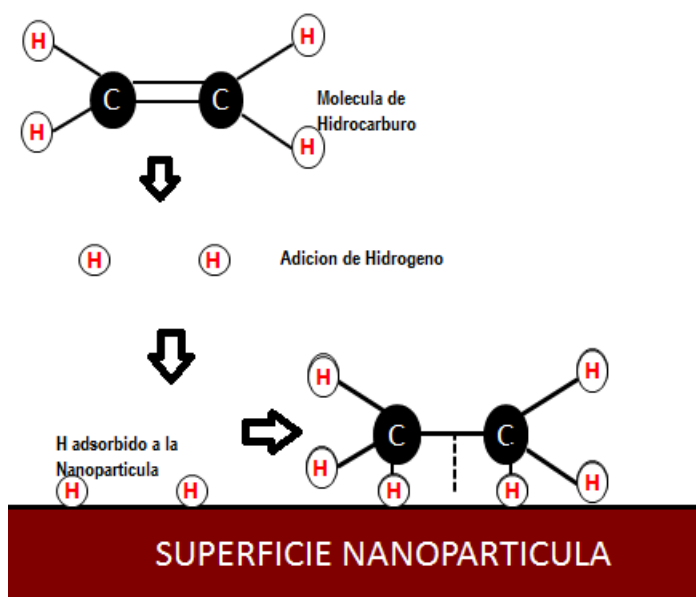 H
H
C
C
H
H
Molecula de
Hidrocarburo
H
H
Adicion de Hidrogeno
H adsorbido a la
Nanoparticula
H
H
H
H
C
C
H
H
H
H
SUPERFICIE NANOPARTICULA